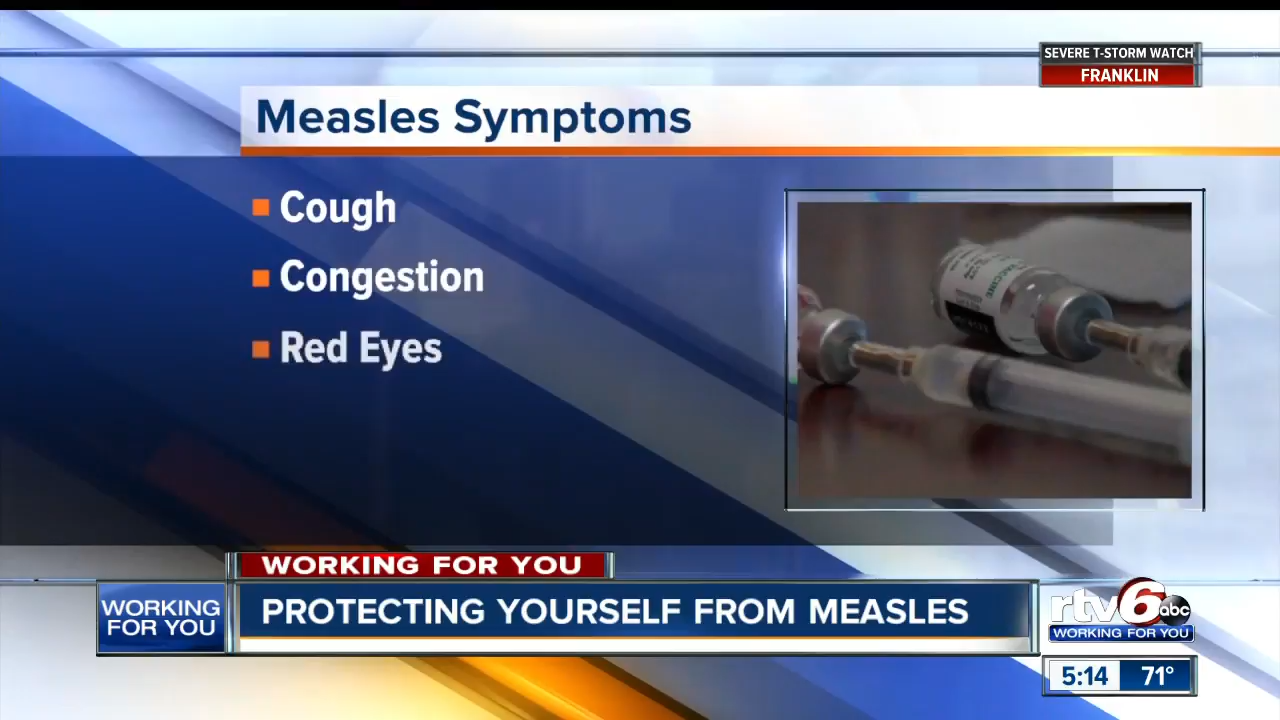 SEVERE T-STORM WATCH
FRANKLIN
Measles Symptoms
Cough
Congestion
Red Eyes
VACCINE
WORKING FOR YOU
WORKING
FOR YOU
PROTECTING YOURSELF FROM MEASLES
rtv6 abc
WORKING FOR YOU
5:14 71°